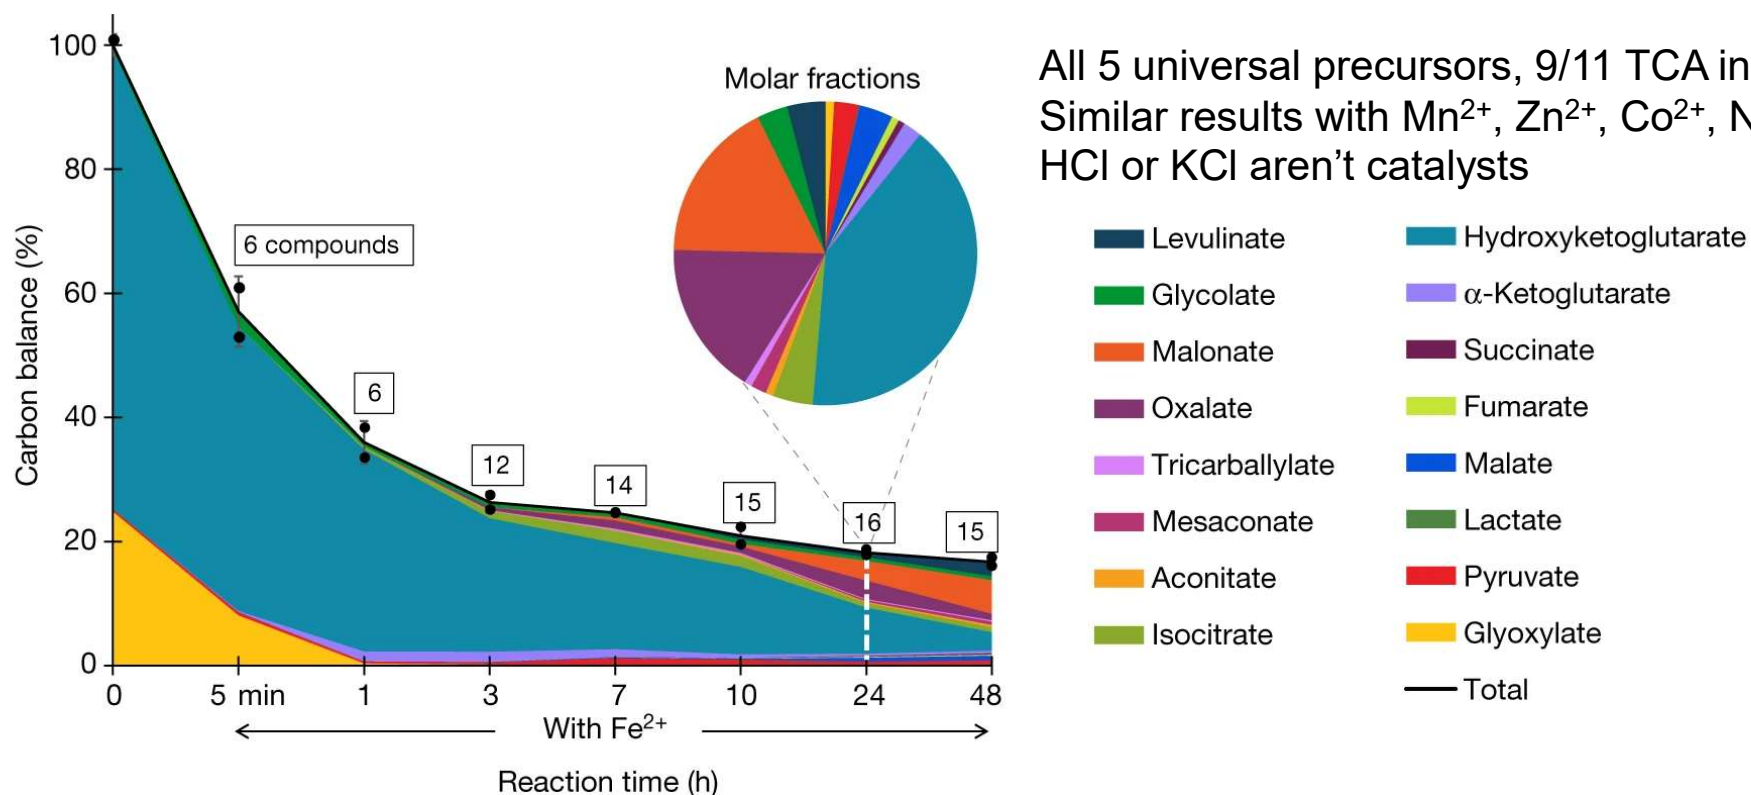 All 5 universal precursors, 9/11 TCA in
Similar results with Mn²⁺, Zn²⁺, Co²⁺,
HCl or KCl aren’t catalysts
Molar fractions
Carbon balance (%)
100
80
60
40
20
0
6 compounds
6
12
14
15
16
15
0
5 min
1
3
7
10
24
48
With Fe²⁺
Reaction time (h)
Levulinate
Glycolate
Malonate
Oxalate
Tricarballylate
Mesaconate
Aconitate
Isocitrate
Hydroxyketoglutarate
α-Ketoglutarate
Succinate
Fumarate
Malate
Lactate
Pyruvate
Glyoxylate
Total